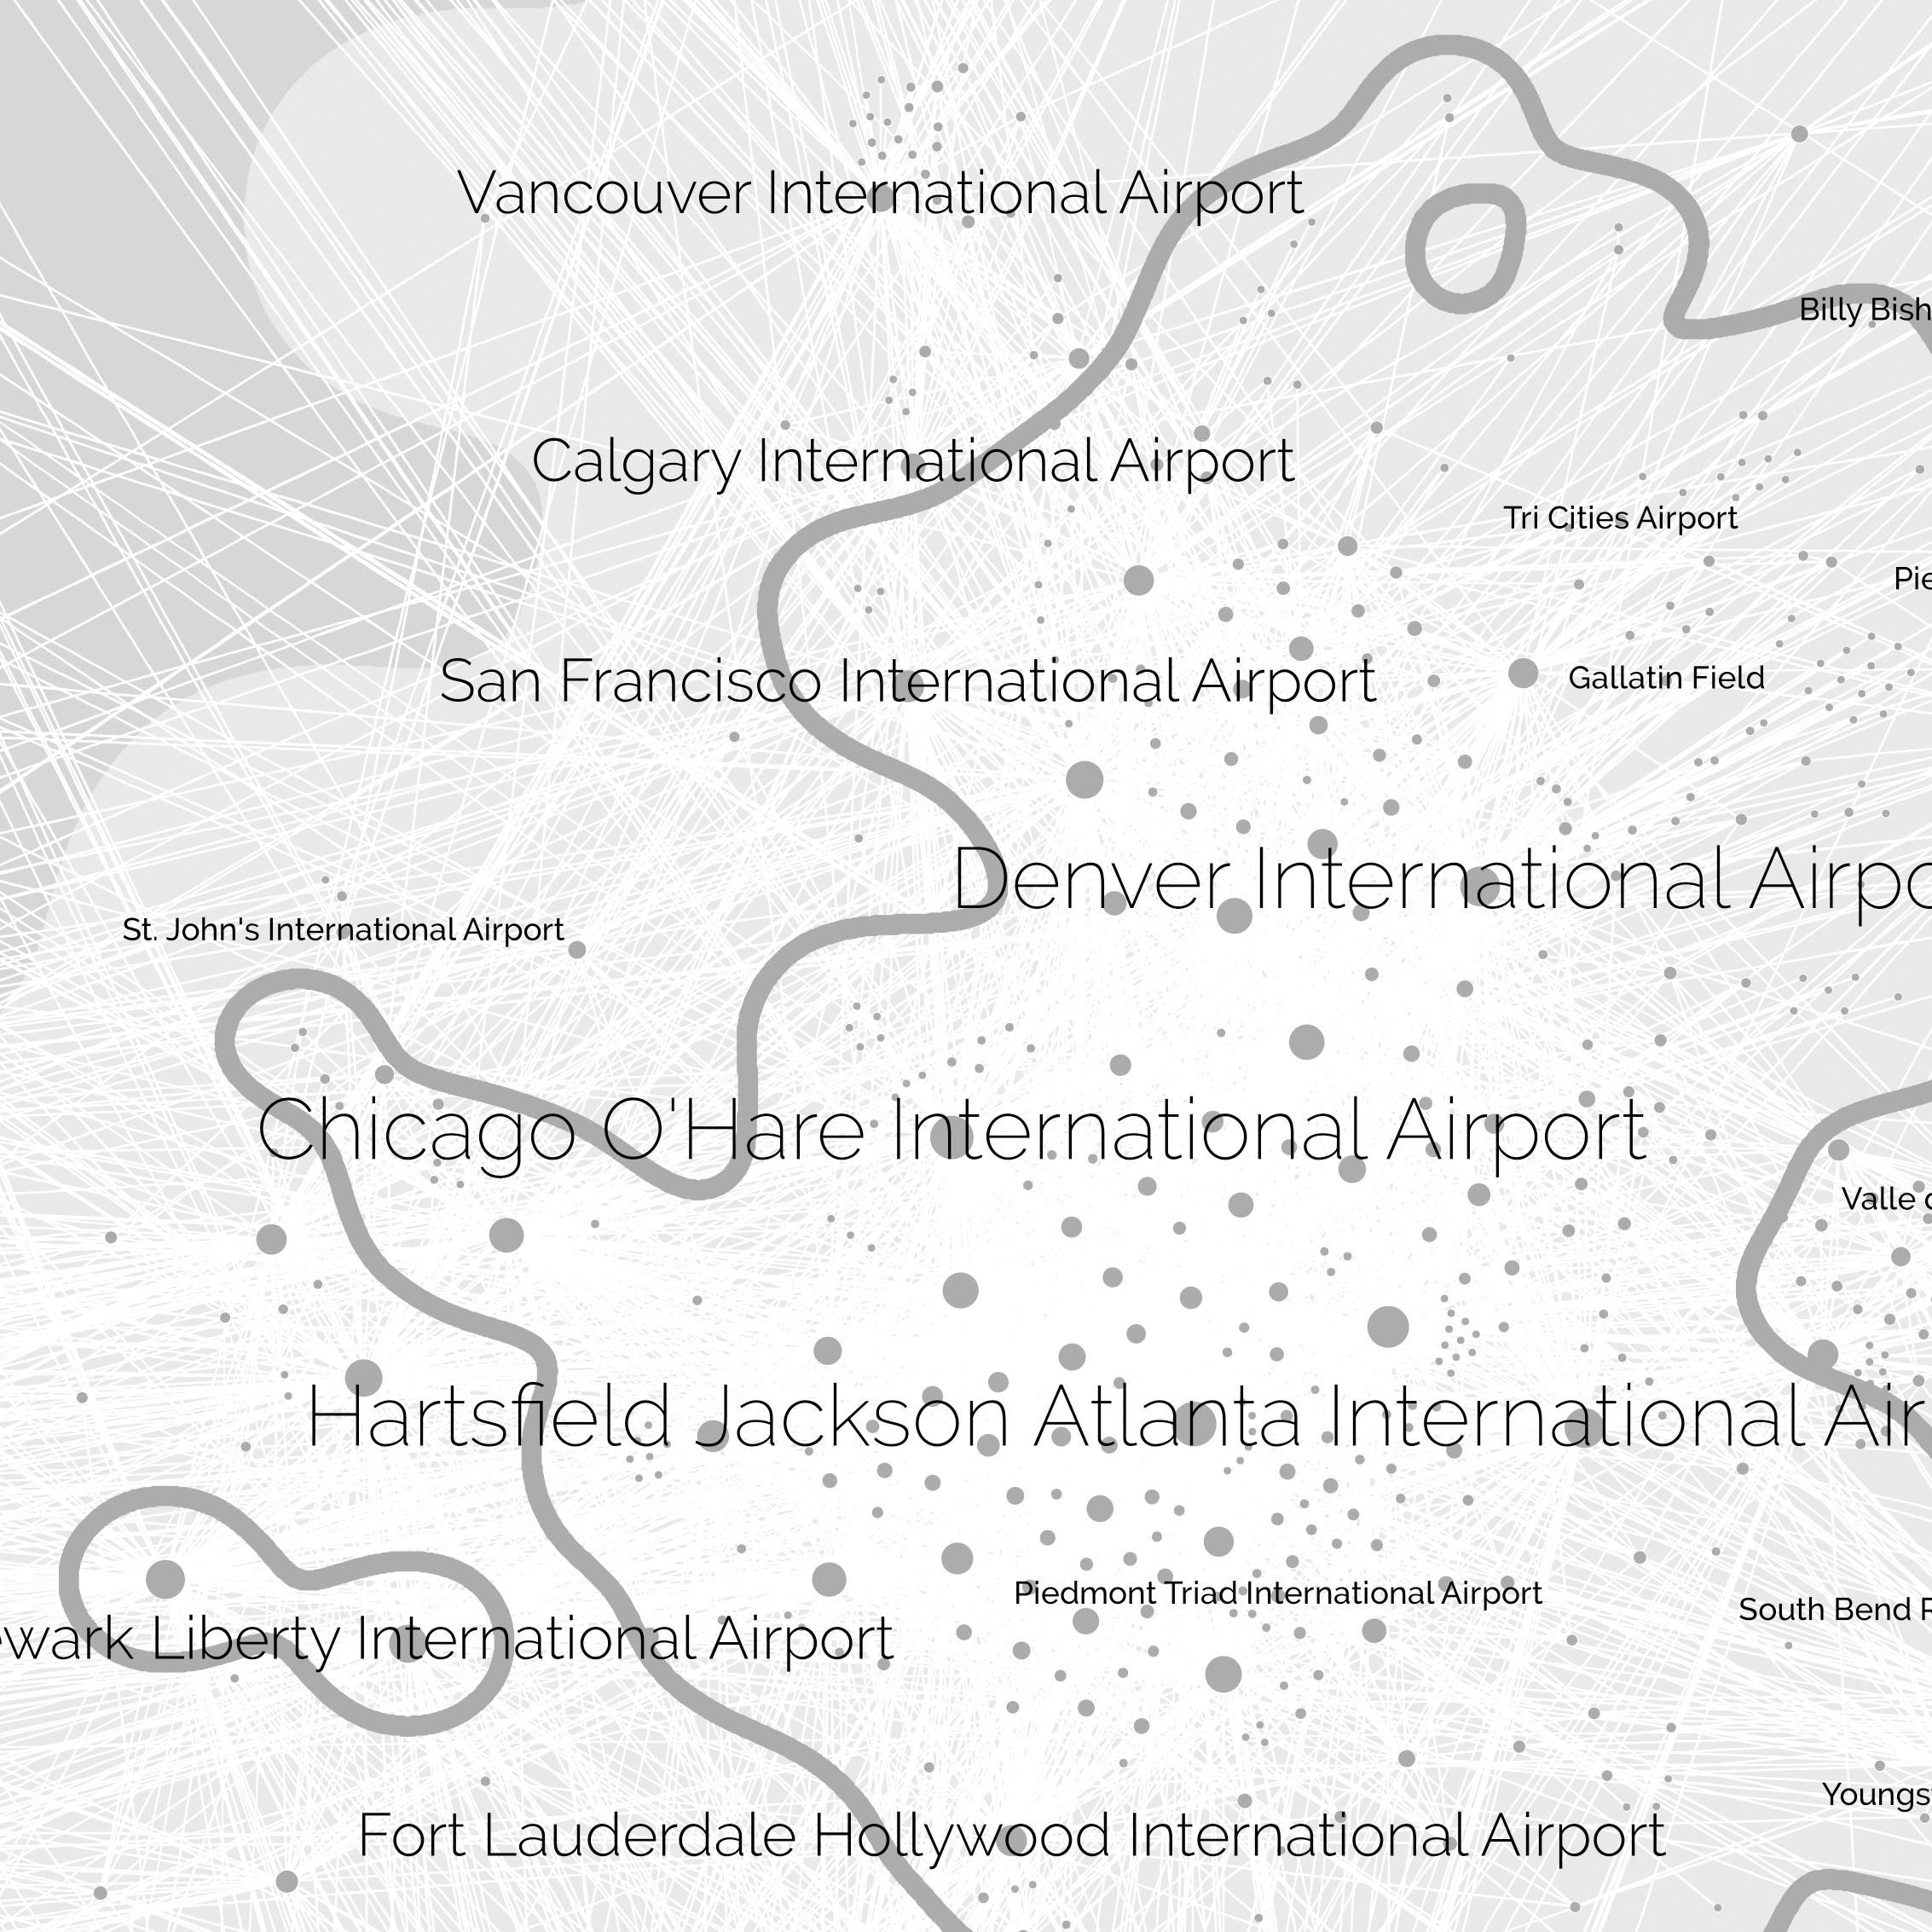 Vancouver International Airport
Billy Bish
Calgary International Airport
Tri Cities Airport
Pie
San Francisco International Airport
Gallatin Field
Denver International Airpo
St. John's International Airport
Chicago O'Hare International Airport
Valle
Hartsfield Jackson Atlanta International Air
Piedmont Triad International Airport
South Bend R
wark Liberty International Airport
Youngs
Fort Lauderdale Hollywood International Airport